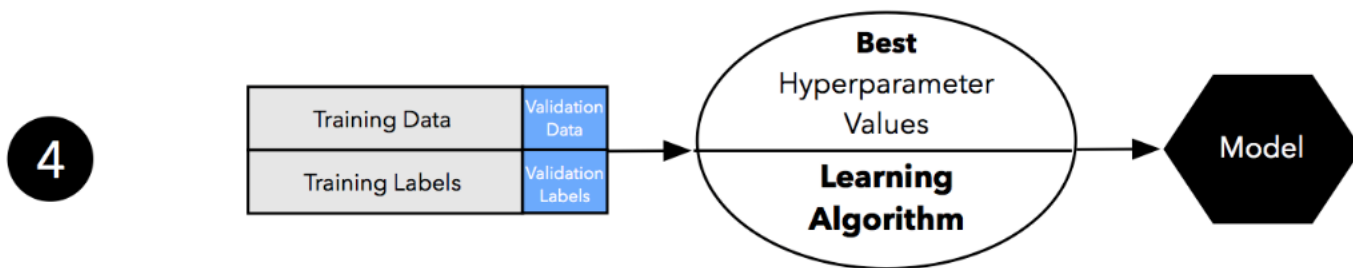 4
Training Data
Validation
Data
Training Labels
Validation
Labels
Best
Hyperparameter
Values
Learning
Algorithm
Model